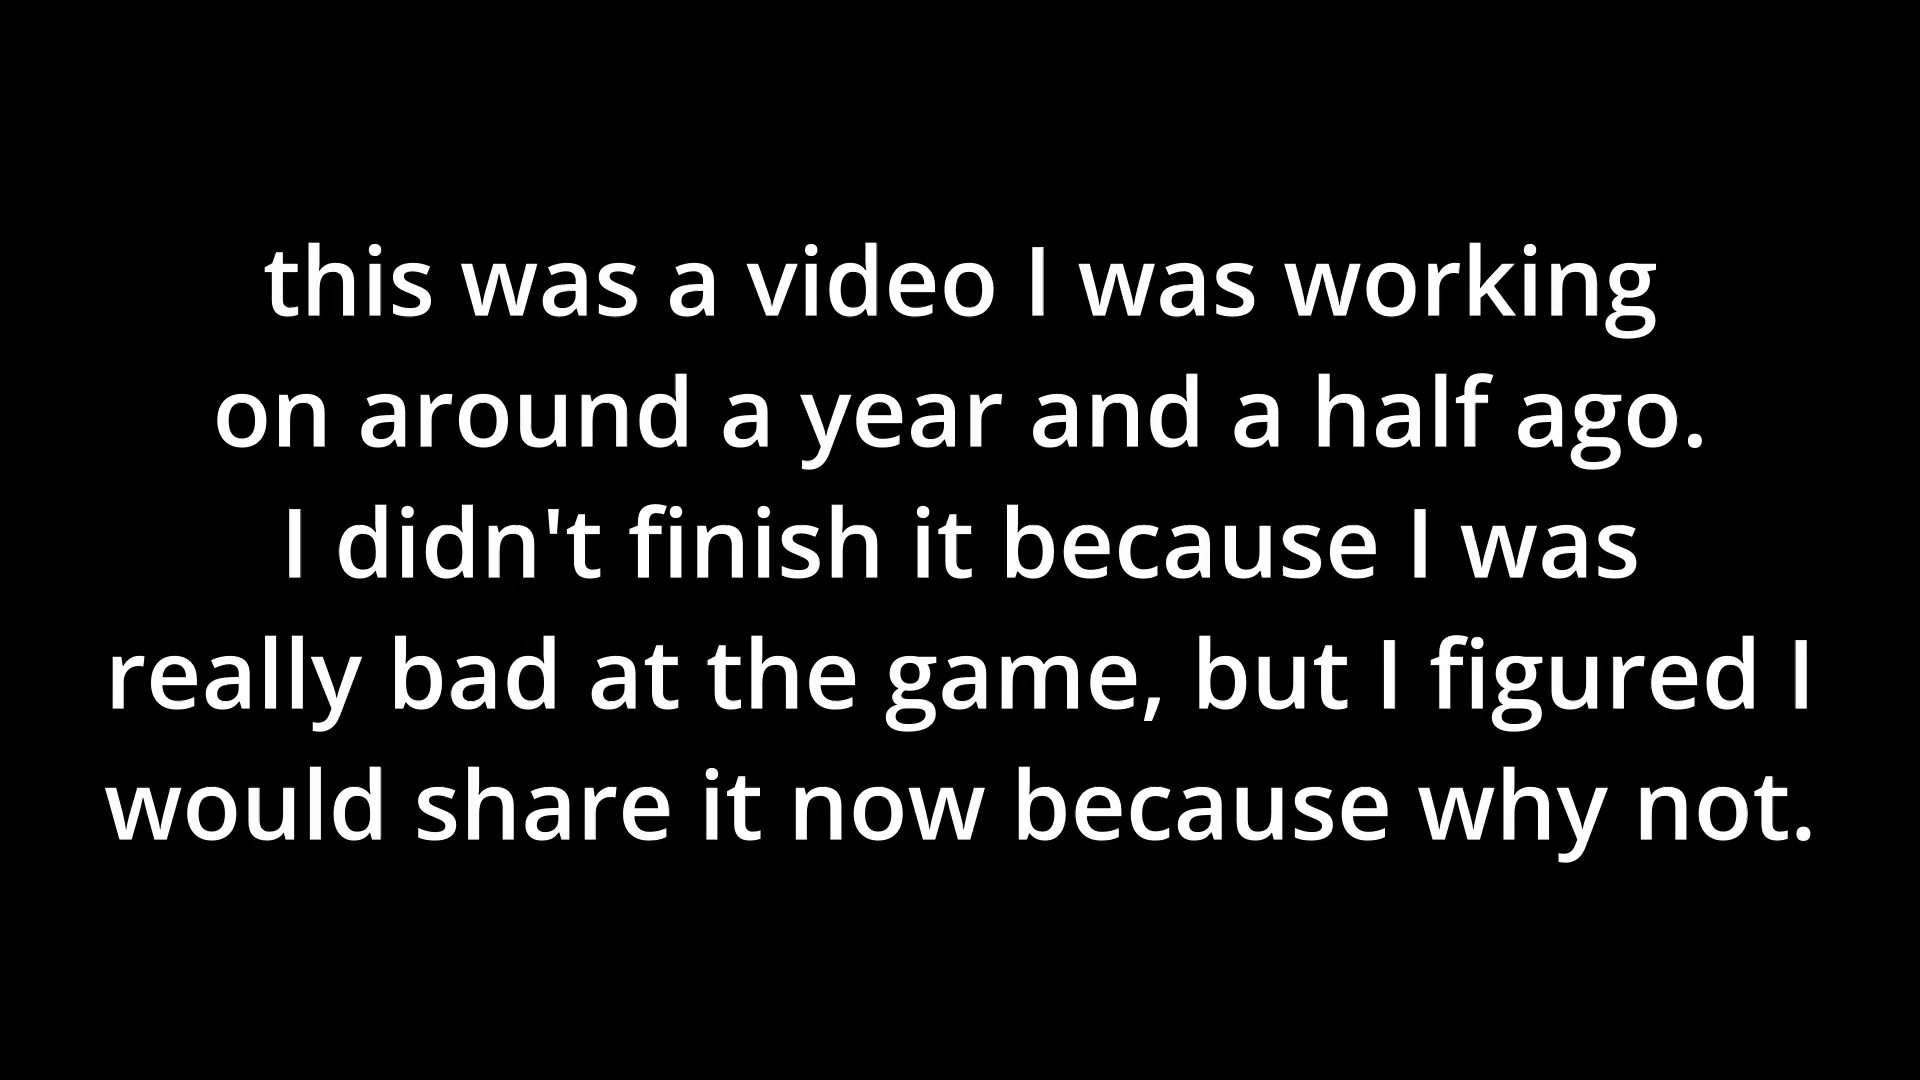 this was a video I was working
on around a year and a half ago.
I didn't finish it because I was
really bad at the game, but I figured I
would share it now because why not.